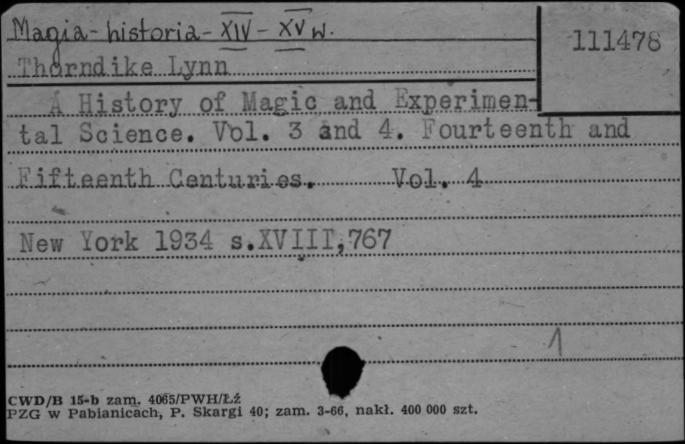 Magia - historia - XIV - XV w.
111478
Thorndike Lynn
A History of Magic and Experimen-
tal Science. Vol. 3 and 4. Fourteenth and
Fifteenth Centuries. Vol. 4
New York 1934 s.XVIII,767
1
CWD/B 15-b zam. 4065/PWH/Łź
PZG w Pabianicach, P. Skargi 40; zam. 3-66, nakł. 400 000 szt.